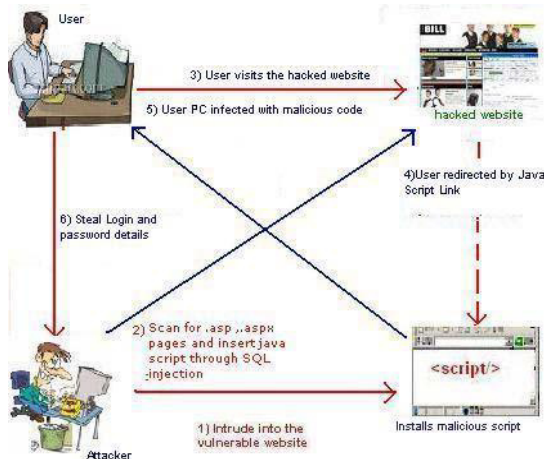 User
BILL
3) User visits the hacked website
5) User PC infected with malicious code
hacked website
4)User redirected by Java
Script Link
6) Steal Login and
password details
2) Scan for .asp ,.aspx
pages and insert java
script through SQL
injection
<script/>
1) Intrude into the
vulnerable website
Installs malicious script
Attacker